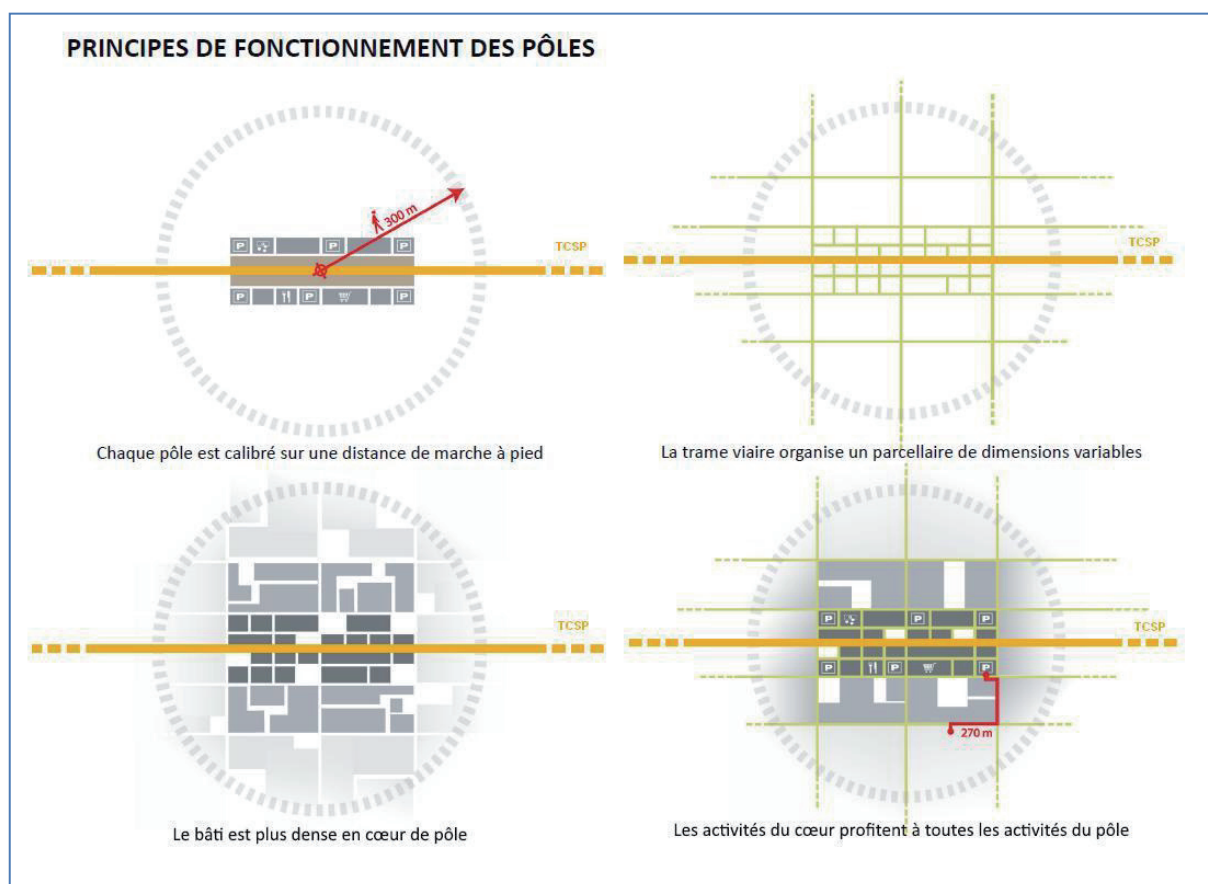 PRINCIPES DE FONCTIONNEMENT DES PÔLES
300 m
P
P
P
TCSP
P
P
P
Chaque pôle est calibré sur une distance de marche à pied
TCSP
La trame viaire organise un parcellaire de dimensions variables
TCSP
Le bâti est plus dense en cœur de pôle
P
P
P
TCSP
P
P
P
270 m
Les activités du cœur profitent à toutes les activités du pôle